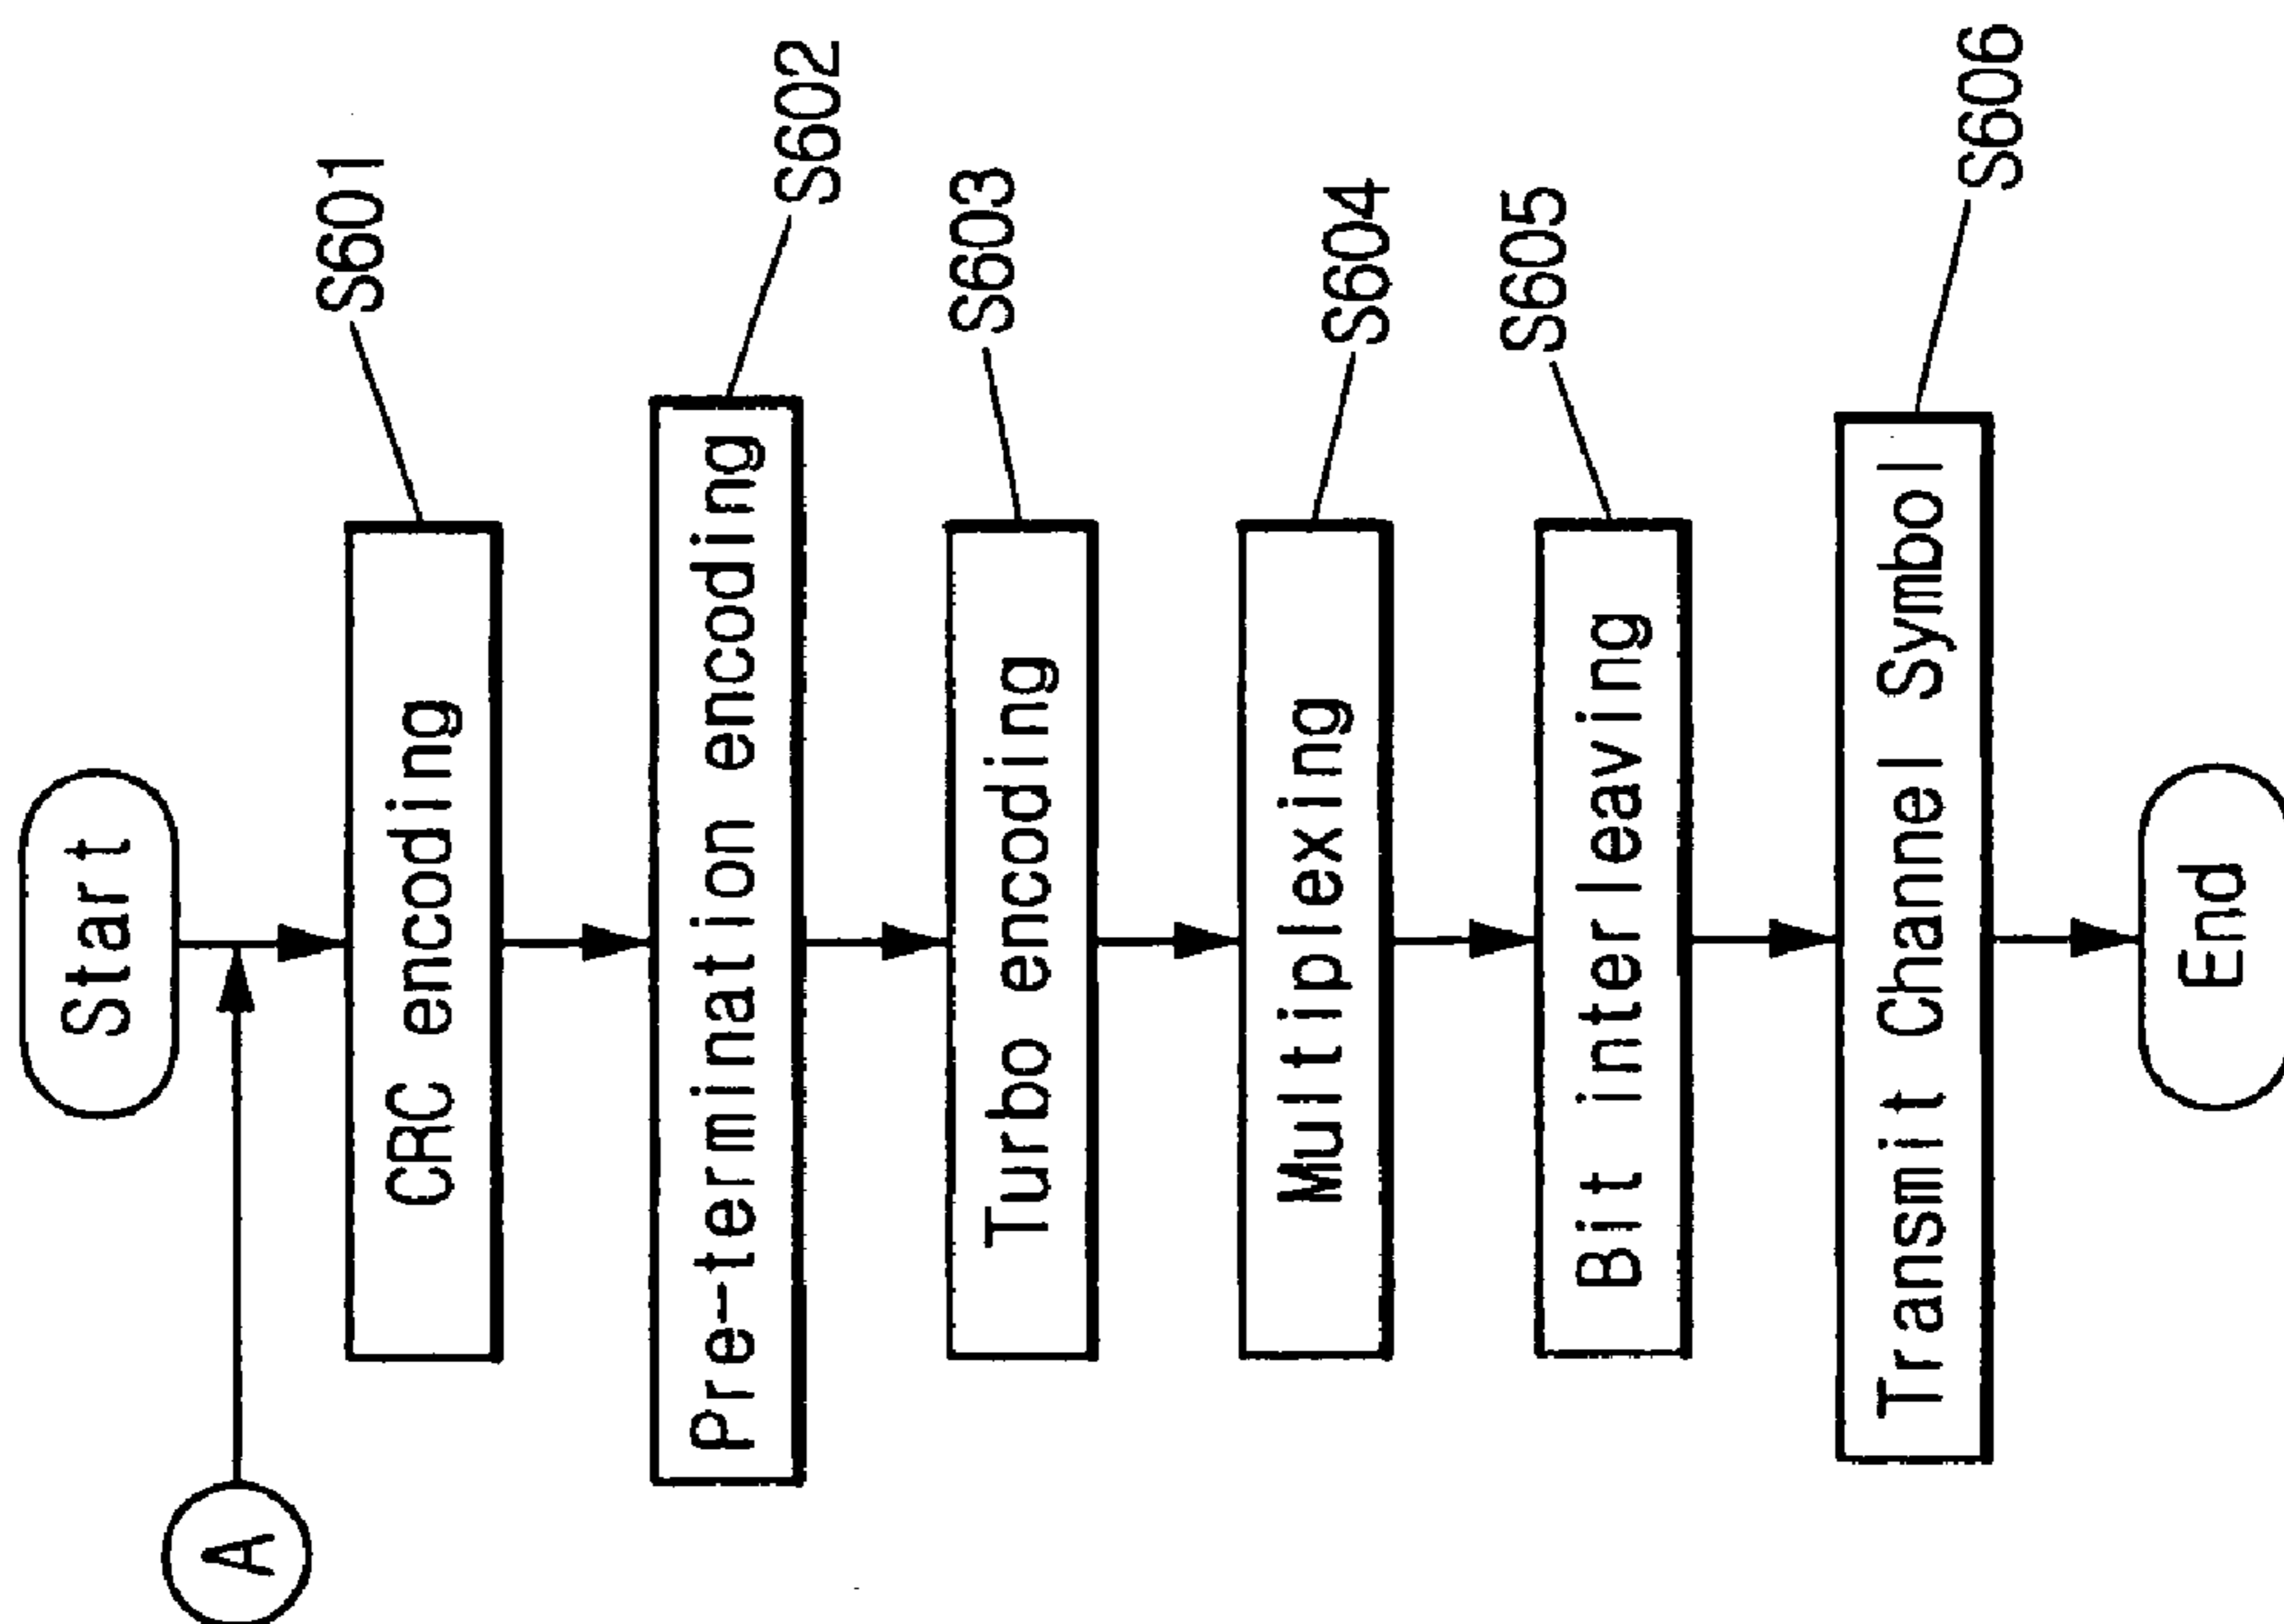 Start
A
CRC encoding
S601
Pre-termination encoding
S602
Turbo encoding
S603
Multiplexing
S604
Bit interleaving
S605
Transmit Channel Symbol
S606
End